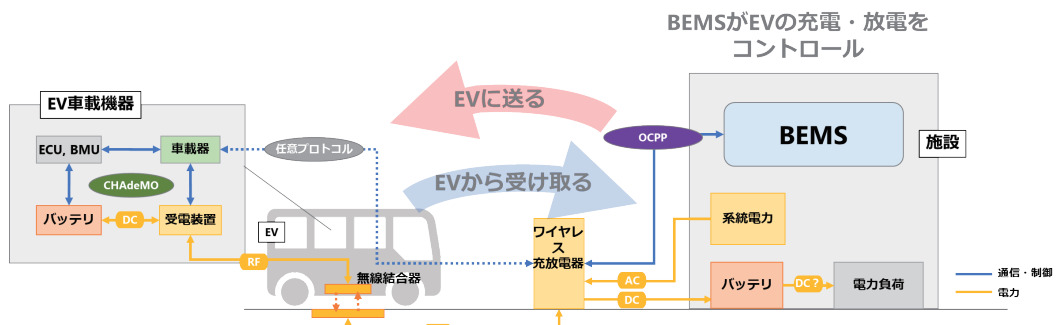 BEMSがEVの充電・放電を
コントロール
EV車載機器
EVに送る
ECU, BMU
車載器
任意プロトコル
OCPP
BEMS
施設
CHAdeMO
EVから受け取る
バッテリ
DC
受電装置
系統電力
EV
ワイヤレ
ス
充放電器
RF
無線結合器
AC
DC
バッテリ
DC？
電力負荷
通信・制御
電力